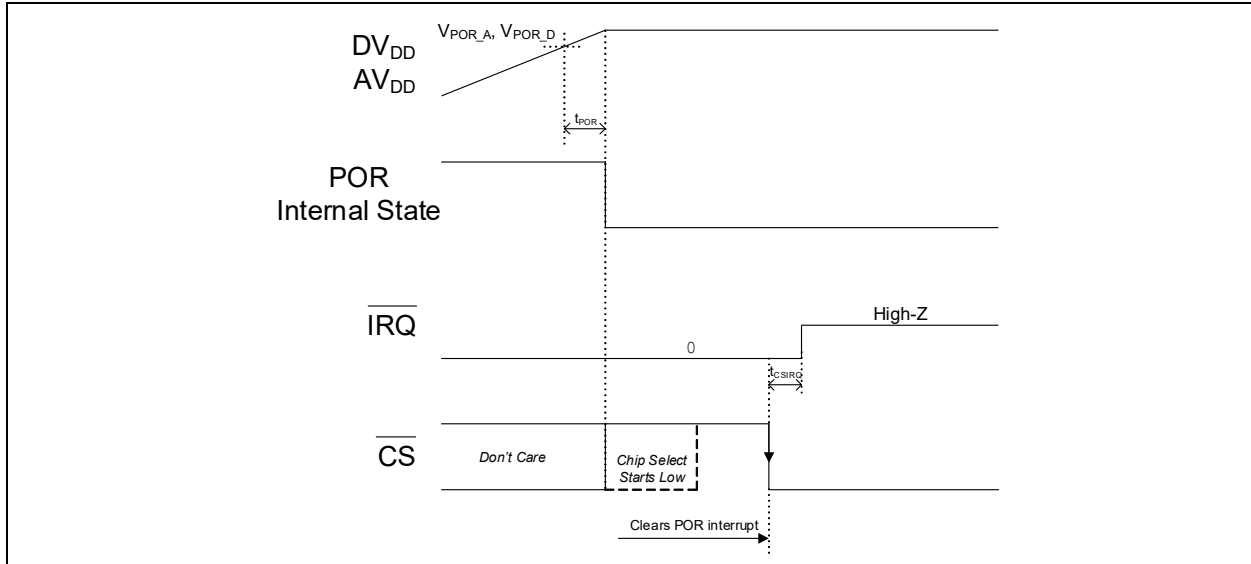 V_POR_A, V_POR_D
DV_DD
AV_DD
t_POR
POR
Internal State
IRQ
High-Z
0
t_CSIRQ
CS
Don't Care
Chip Select
Starts Low
Clears POR interrupt